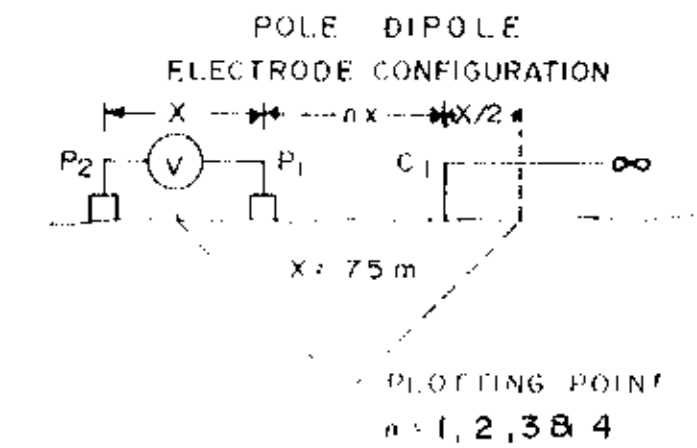 POLE DIPOLE
ELECTRODE CONFIGURATION
X nx X/2
P2 V P1 C1 ∞
X = 75 m
PLOTTING POINT
n = 1, 2, 3 & 4